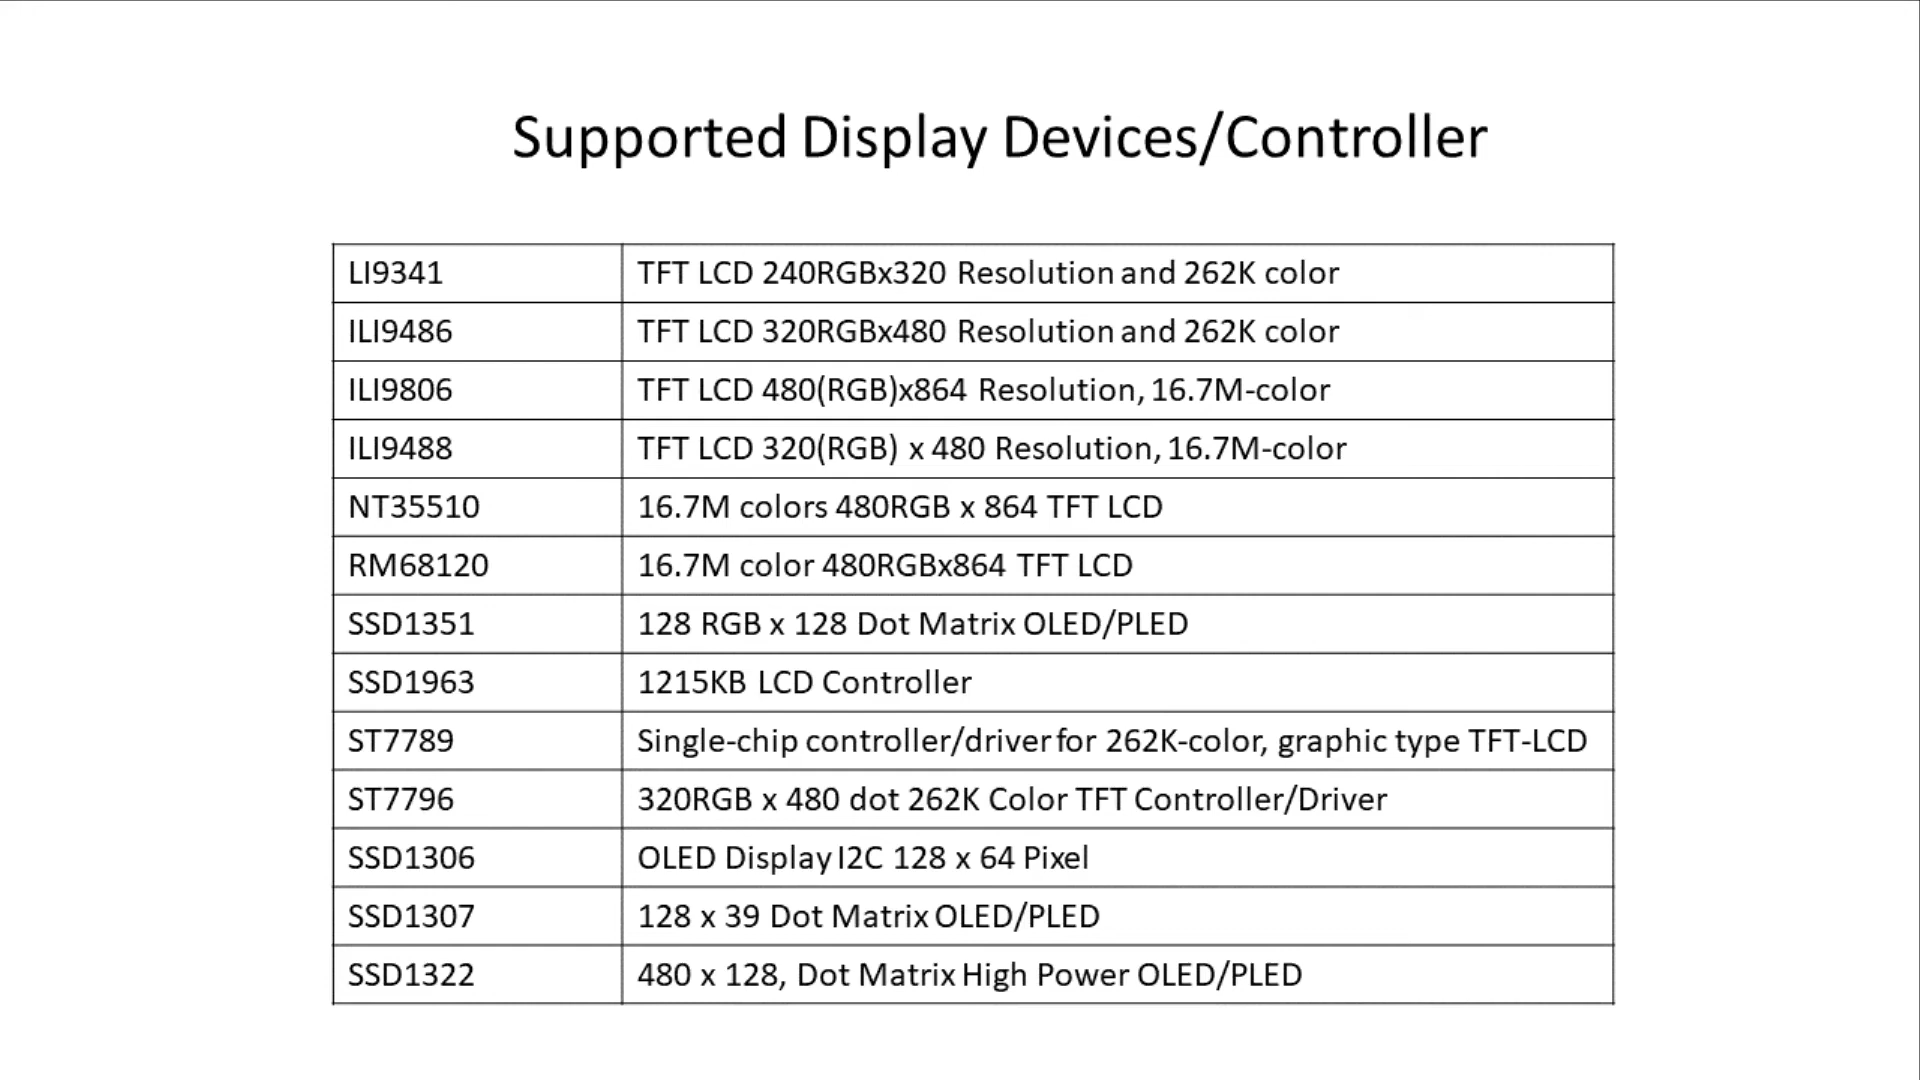 Supported Display Devices/Controller
LI9341 TFT LCD 240RGBx320 Resolution and 262K color
ILI9486 TFT LCD 320RGBx480 Resolution and 262K color
ILI9806 TFT LCD 480(RGB)x864 Resolution, 16.7M-color
ILI9488 TFT LCD 320(RGB) x 480 Resolution, 16.7M-color
NT35510 16.7M colors 480RGB x 864 TFT LCD
RM68120 16.7M color 480RGBx864 TFT LCD
SSD1351 128 RGB x 128 Dot Matrix OLED/PLED
SSD1963 1215KB LCD Controller
ST7789 Single-chip controller/driver for 262K-color, graphic type TFT-LCD
ST7796 320RGB x 480 dot 262K Color TFT Controller/Driver
SSD1306 OLED Display I2C 128 x 64 Pixel
SSD1307 128 x 39 Dot Matrix OLED/PLED
SSD1322 480 x 128, Dot Matrix High Power OLED/PLED